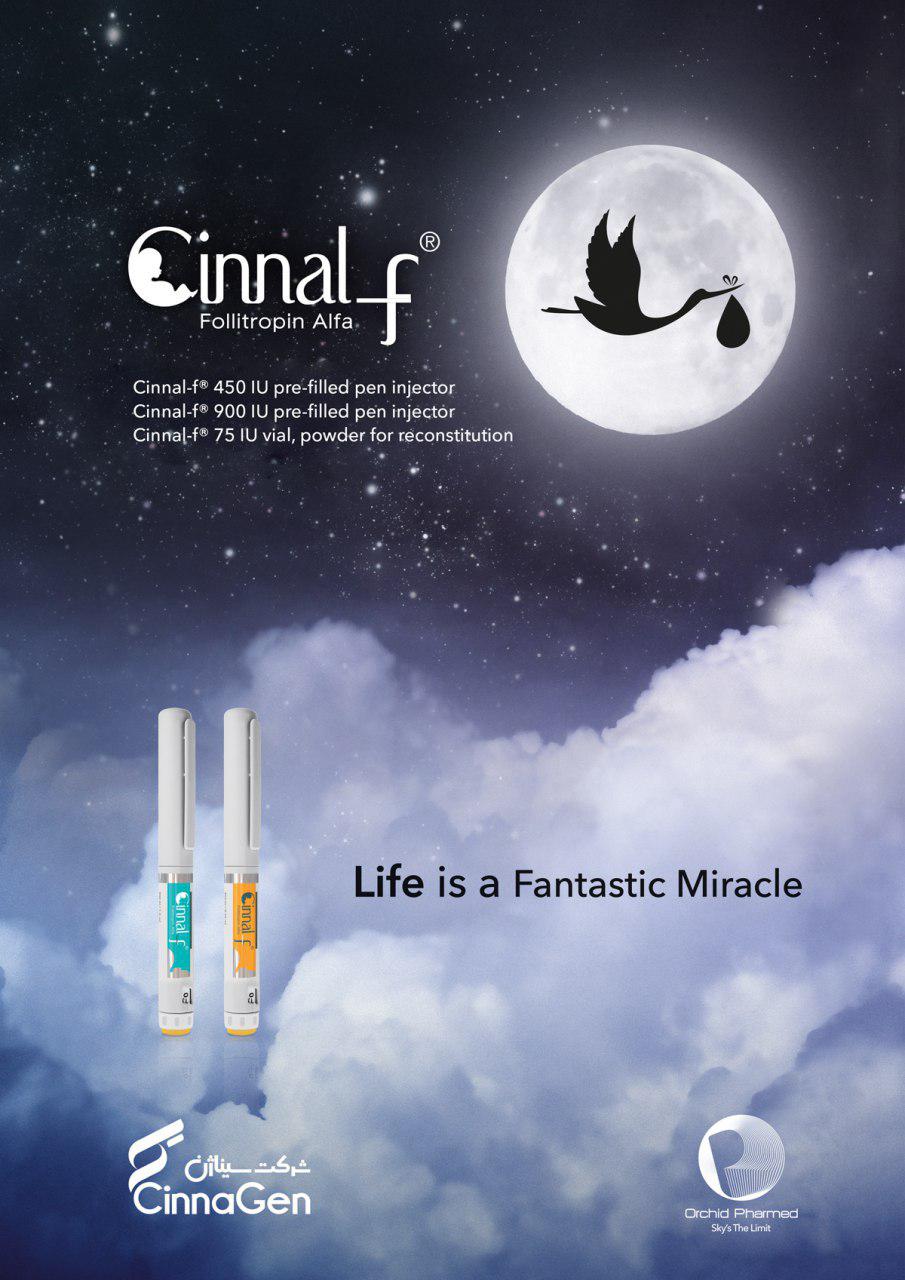 Cinnal-f®
Follitropin Alfa
Cinnal-f® 450 IU pre-filled pen injector
Cinnal-f® 900 IU pre-filled pen injector
Cinnal-f® 75 IU vial, powder for reconstitution
Cinnal-f®
Cinnal-f
Life is a Fantastic Miracle
شرکت سیناژن
CinnaGen
Orchid Pharmed
Sky's The Limit